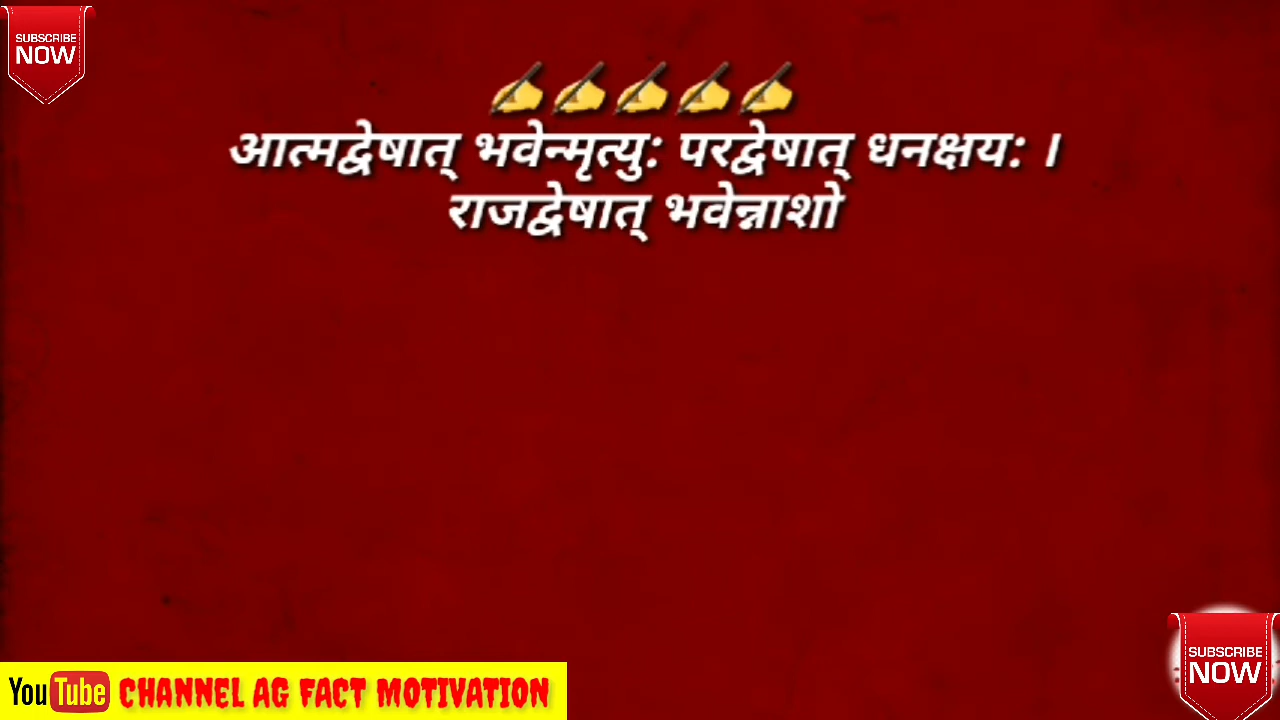 SUBSCRIBE
NOW
✍✍✍✍✍
आत्मद्वेषात् भवेन्मृत्यु: परद्वेषात् धनक्षय: ।
राजद्वेषात् भवेन्नाशो
YouTube CHANNEL AG FACT MOTIVATION
SUBSCRIBE
NOW